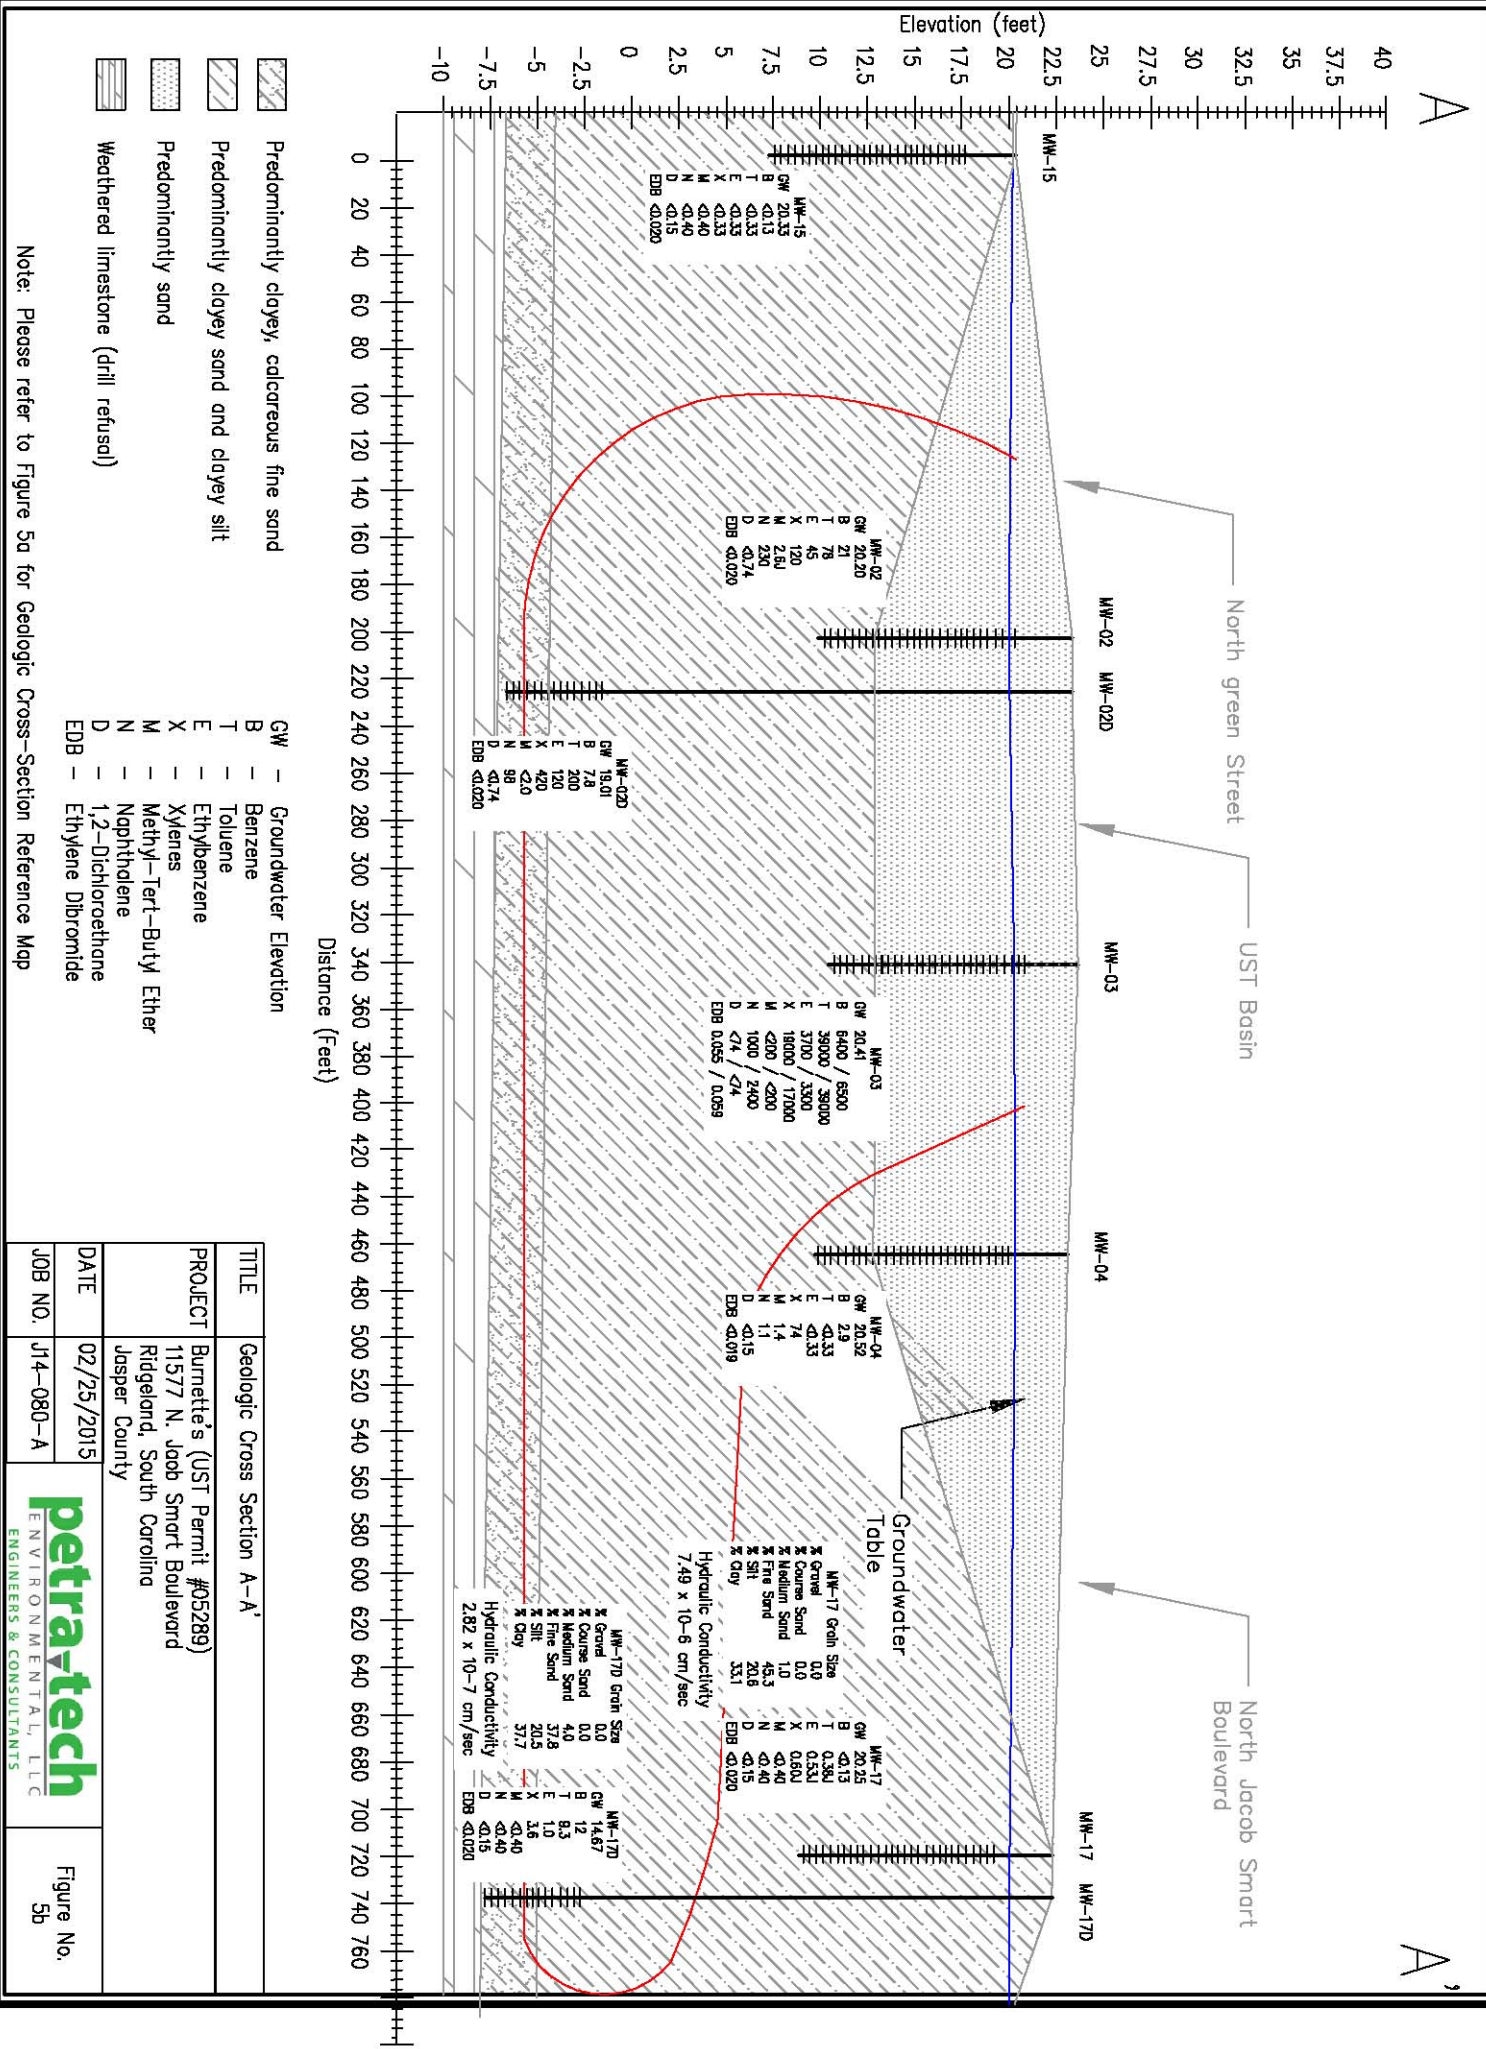 A
A'
North green Street
UST Basin
North Jacob Smart
Boulevard
MW-15
MW-02
MW-02D
MW-03
MW-04
MW-17
MW-17D
Elevation (feet)
40
37.5
35
32.5
30
27.5
25
22.5
20
17.5
15
12.5
10
7.5
5
2.5
0
-2.5
-5
-7.5
-10
MW-15
GW 20.33
B <0.13
T <0.33
E <0.33
X <0.33
M <0.40
N <0.40
D <0.15
EDB <0.020
MW-02
GW 20.20
B 21
T 78
E 45
X 120
M 2.6J
N 230
D <0.74
EDB <0.020
MW-02D
GW 19.01
B 7.8
T 200
E 120
X 420
M <2.0
N 98
D <0.74
EDB <0.020
MW-03
GW 20.41
B 6400 / 6500
T 39000 / 39000
E 3700 / 3300
X 18000 / 17000
M <200 / <200
N 1000 / 2400
D <74 / <74
EDB 0.055 / 0.059
MW-04
GW 20.52
B 2.9
T <0.33
E <0.33
X 74
M 1.4
N 1.1
D <0.15
EDB <0.019
Groundwater
Table
MW-17 Grain Size
% Gravel 0.0
% Course Sand 0.0
% Medium Sand 1.0
% Fine Sand 45.3
% Silt 20.6
% Clay 33.1
Hydraulic Conductivity
7.49 x 10-6 cm/sec
MW-17
GW 20.25
B <0.13
T 0.38J
E 0.53J
X 0.60J
M <0.40
N <0.40
D <0.15
EDB <0.020
MW-17D Grain Size
% Gravel 0.0
% Course Sand 0.0
% Medium Sand 4.0
% Fine Sand 37.8
% Silt 20.5
% Clay 37.7
Hydraulic Conductivity
2.82 x 10-7 cm/sec
MW-17D
GW 14.67
B 12
T 9.3
E 1.0
X 3.6
M <0.40
N <0.40
D <0.15
EDB <0.020
0 20 40 60 80 100 120 140 160 180 200 220 240 260 280 300 320 340 360 380 400 420 440 460 480 500 520 540 560 580 600 620 640 660 680 700 720 740 760
Distance (Feet)
Predominantly clayey, calcareous fine sand
Predominantly clayey sand and clayey silt
Predominantly sand
Weathered limestone (drill refusal)
GW - Groundwater Elevation
B - Benzene
T - Toluene
E - Ethylbenzene
X - Xylenes
M - Methyl-Tert-Butyl Ether
N - Naphthalene
D - 1,2-Dichloroethane
EDB - Ethylene Dibromide
Note: Please refer to Figure 5a for Geologic Cross-Section Reference Map
TITLE Geologic Cross Section A-A'
PROJECT Burnette's (UST Permit #05289)
11577 N. Jaob Smart Boulevard
Ridgeland, South Carolina
Jasper County
DATE 02/25/2015
JOB NO. J14-080-A
petra-tech
ENVIRONMENTAL, LLC
ENGINEERS & CONSULTANTS
Figure No.
5b